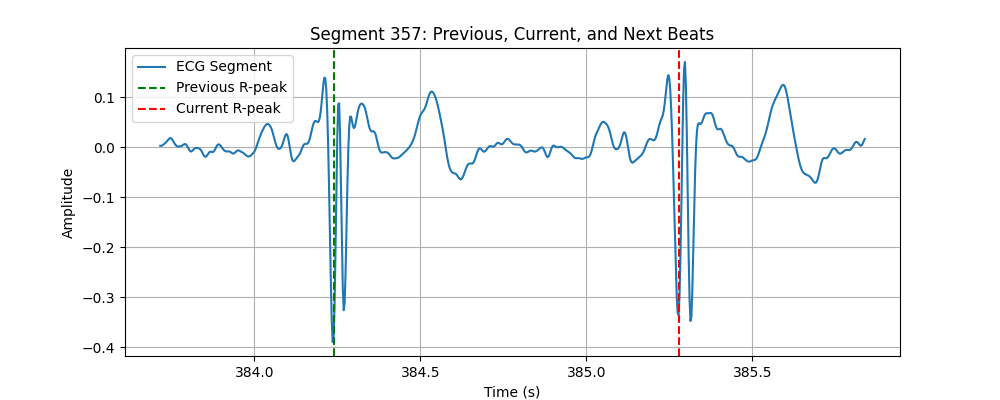 Segment 357: Previous, Current, and Next Beats
ECG Segment
Previous R-peak
Current R-peak
Amplitude
0.1
0.0
−0.1
−0.2
−0.3
−0.4
384.0 384.5 385.0 385.5
Time (s)